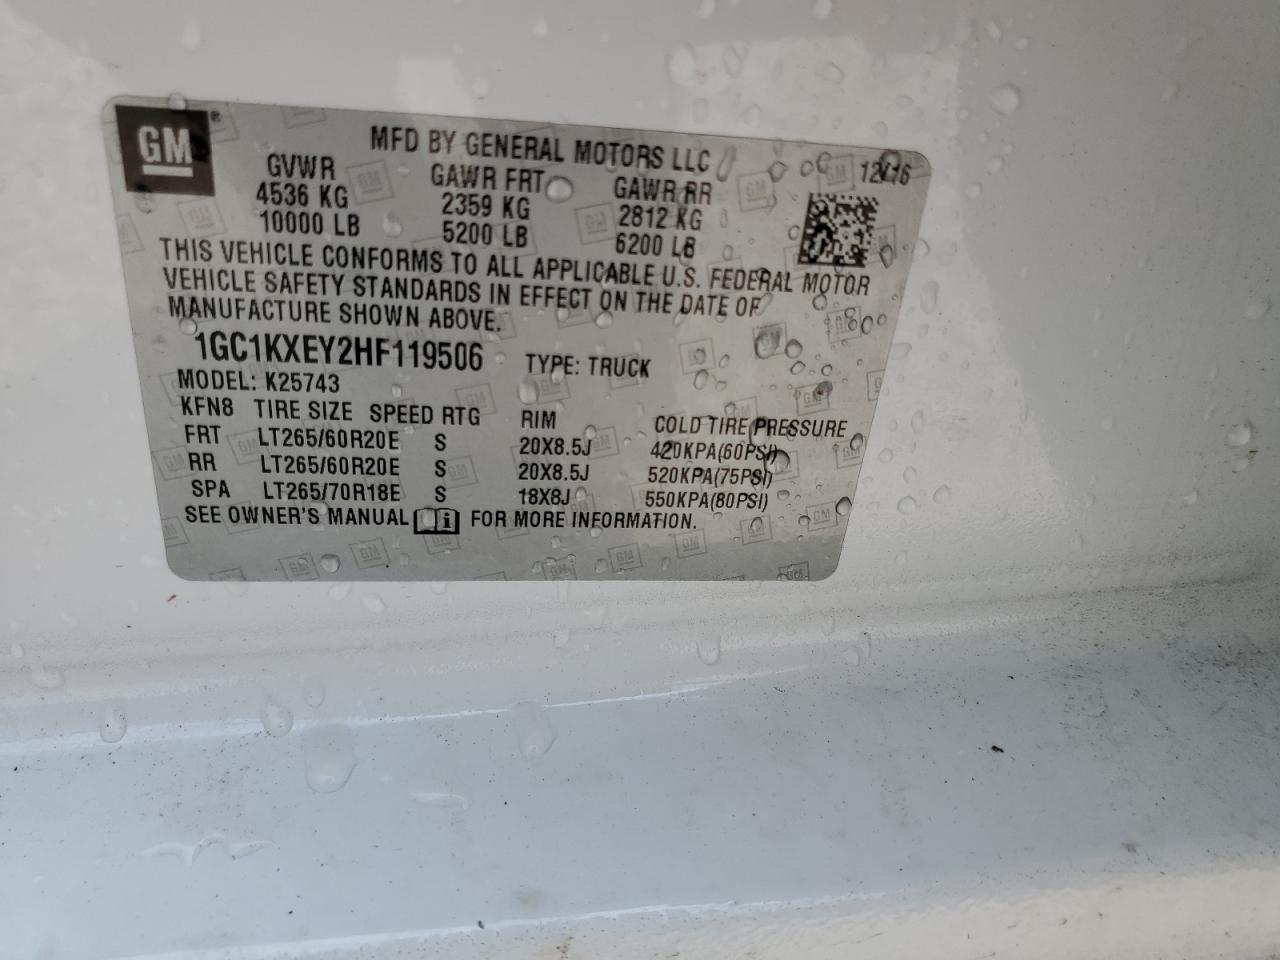 GM ® MFD BY GENERAL MOTORS LLC 12/16
GVWR GAWR FRT GAWR RR
4536 KG 2359 KG 2812 KG
10000 LB 5200 LB 6200 LB
THIS VEHICLE CONFORMS TO ALL APPLICABLE U.S. FEDERAL MOTOR
VEHICLE SAFETY STANDARDS IN EFFECT ON THE DATE OF
MANUFACTURE SHOWN ABOVE.
1GC1KXEY2HF119506 TYPE: TRUCK
MODEL: K25743
KFN8 TIRE SIZE SPEED RTG RIM COLD TIRE PRESSURE
FRT LT265/60R20E S 20X8.5J 420KPA(60PSI)
RR LT265/60R20E S 20X8.5J 520KPA(75PSI)
SPA LT265/70R18E S 18X8J 550KPA(80PSI)
SEE OWNER'S MANUAL i FOR MORE INFORMATION.